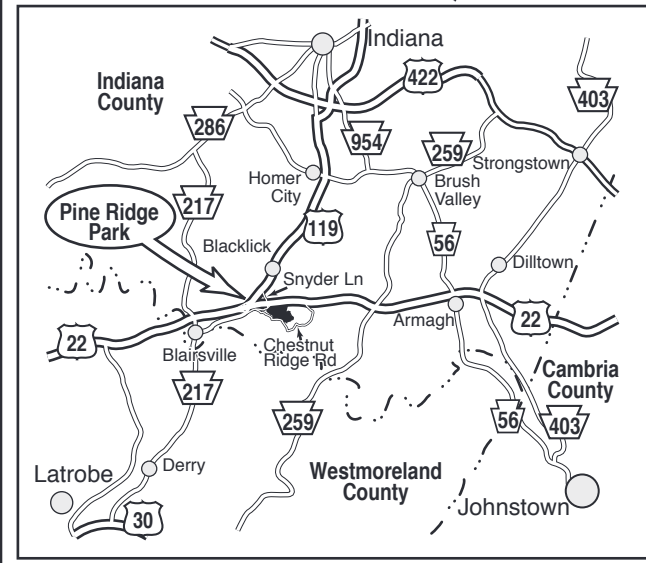 Indiana
Indiana
County
422
403
286
954
259
Strongstown
Homer
City
Brush
Valley
Pine Ridge
Park
217
119
Blacklick
56
Snyder Ln
Dilltown
22
Armagh
22
Blairsville
Chestnut
Ridge Rd
217
Cambria
County
259
56
403
Derry
Latrobe
Westmoreland
County
Johnstown
30